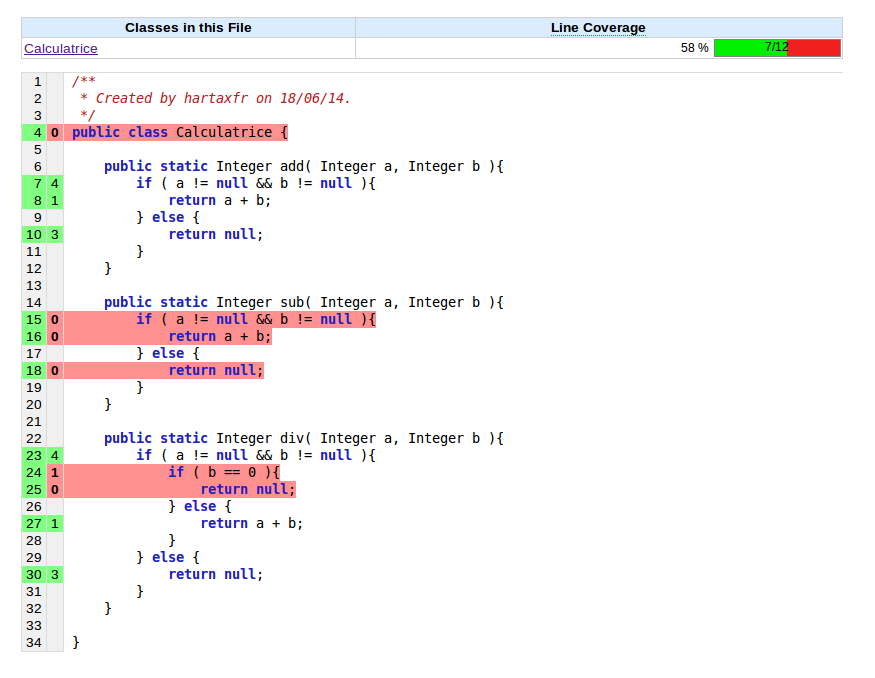 Classes in this File Line Coverage
Calculatrice 58 % 7/12
1 /**
2  * Created by hartaxfr on 18/06/14.
3  */
4 0 public class Calculatrice {
5
6     public static Integer add( Integer a, Integer b ){
7 4         if ( a != null && b != null ){
8 1             return a + b;
9         } else {
10 3             return null;
11         }
12     }
13
14     public static Integer sub( Integer a, Integer b ){
15 0         if ( a != null && b != null ){
16 0             return a + b;
17         } else {
18 0             return null;
19         }
20     }
21
22     public static Integer div( Integer a, Integer b ){
23 4         if ( a != null && b != null ){
24 1             if ( b == 0 ){
25 0                 return null;
26             } else {
27 1                 return a + b;
28             }
29         } else {
30 3             return null;
31         }
32     }
33
34 }